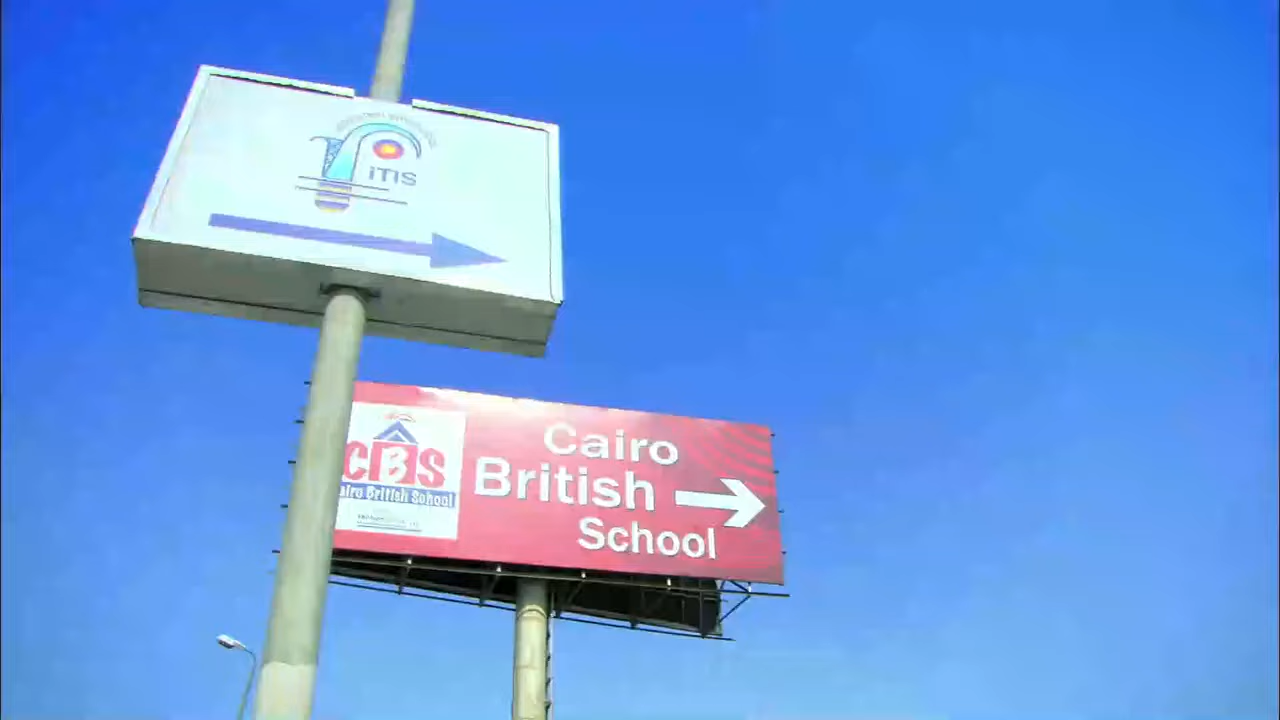 iTIS
CBS
airo British School
Cairo
British
School